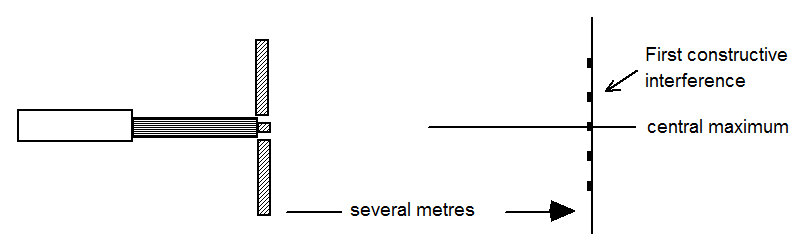 First constructive
interference
central maximum
several metres